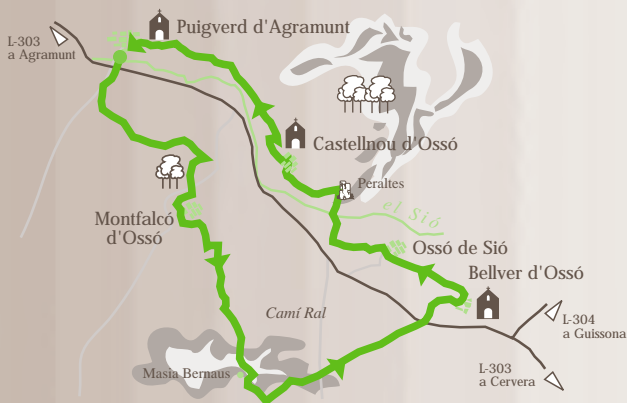 Puigverd d'Agramunt
L-303
a Agramunt
Castellnou d'Ossó
Peraltes
el Sió
Montfalcó
d'Ossó
Ossó de Sió
Bellver d'Ossó
Camí Ral
L-304
a Guissona
Masia Bernaus
L-303
a Cervera